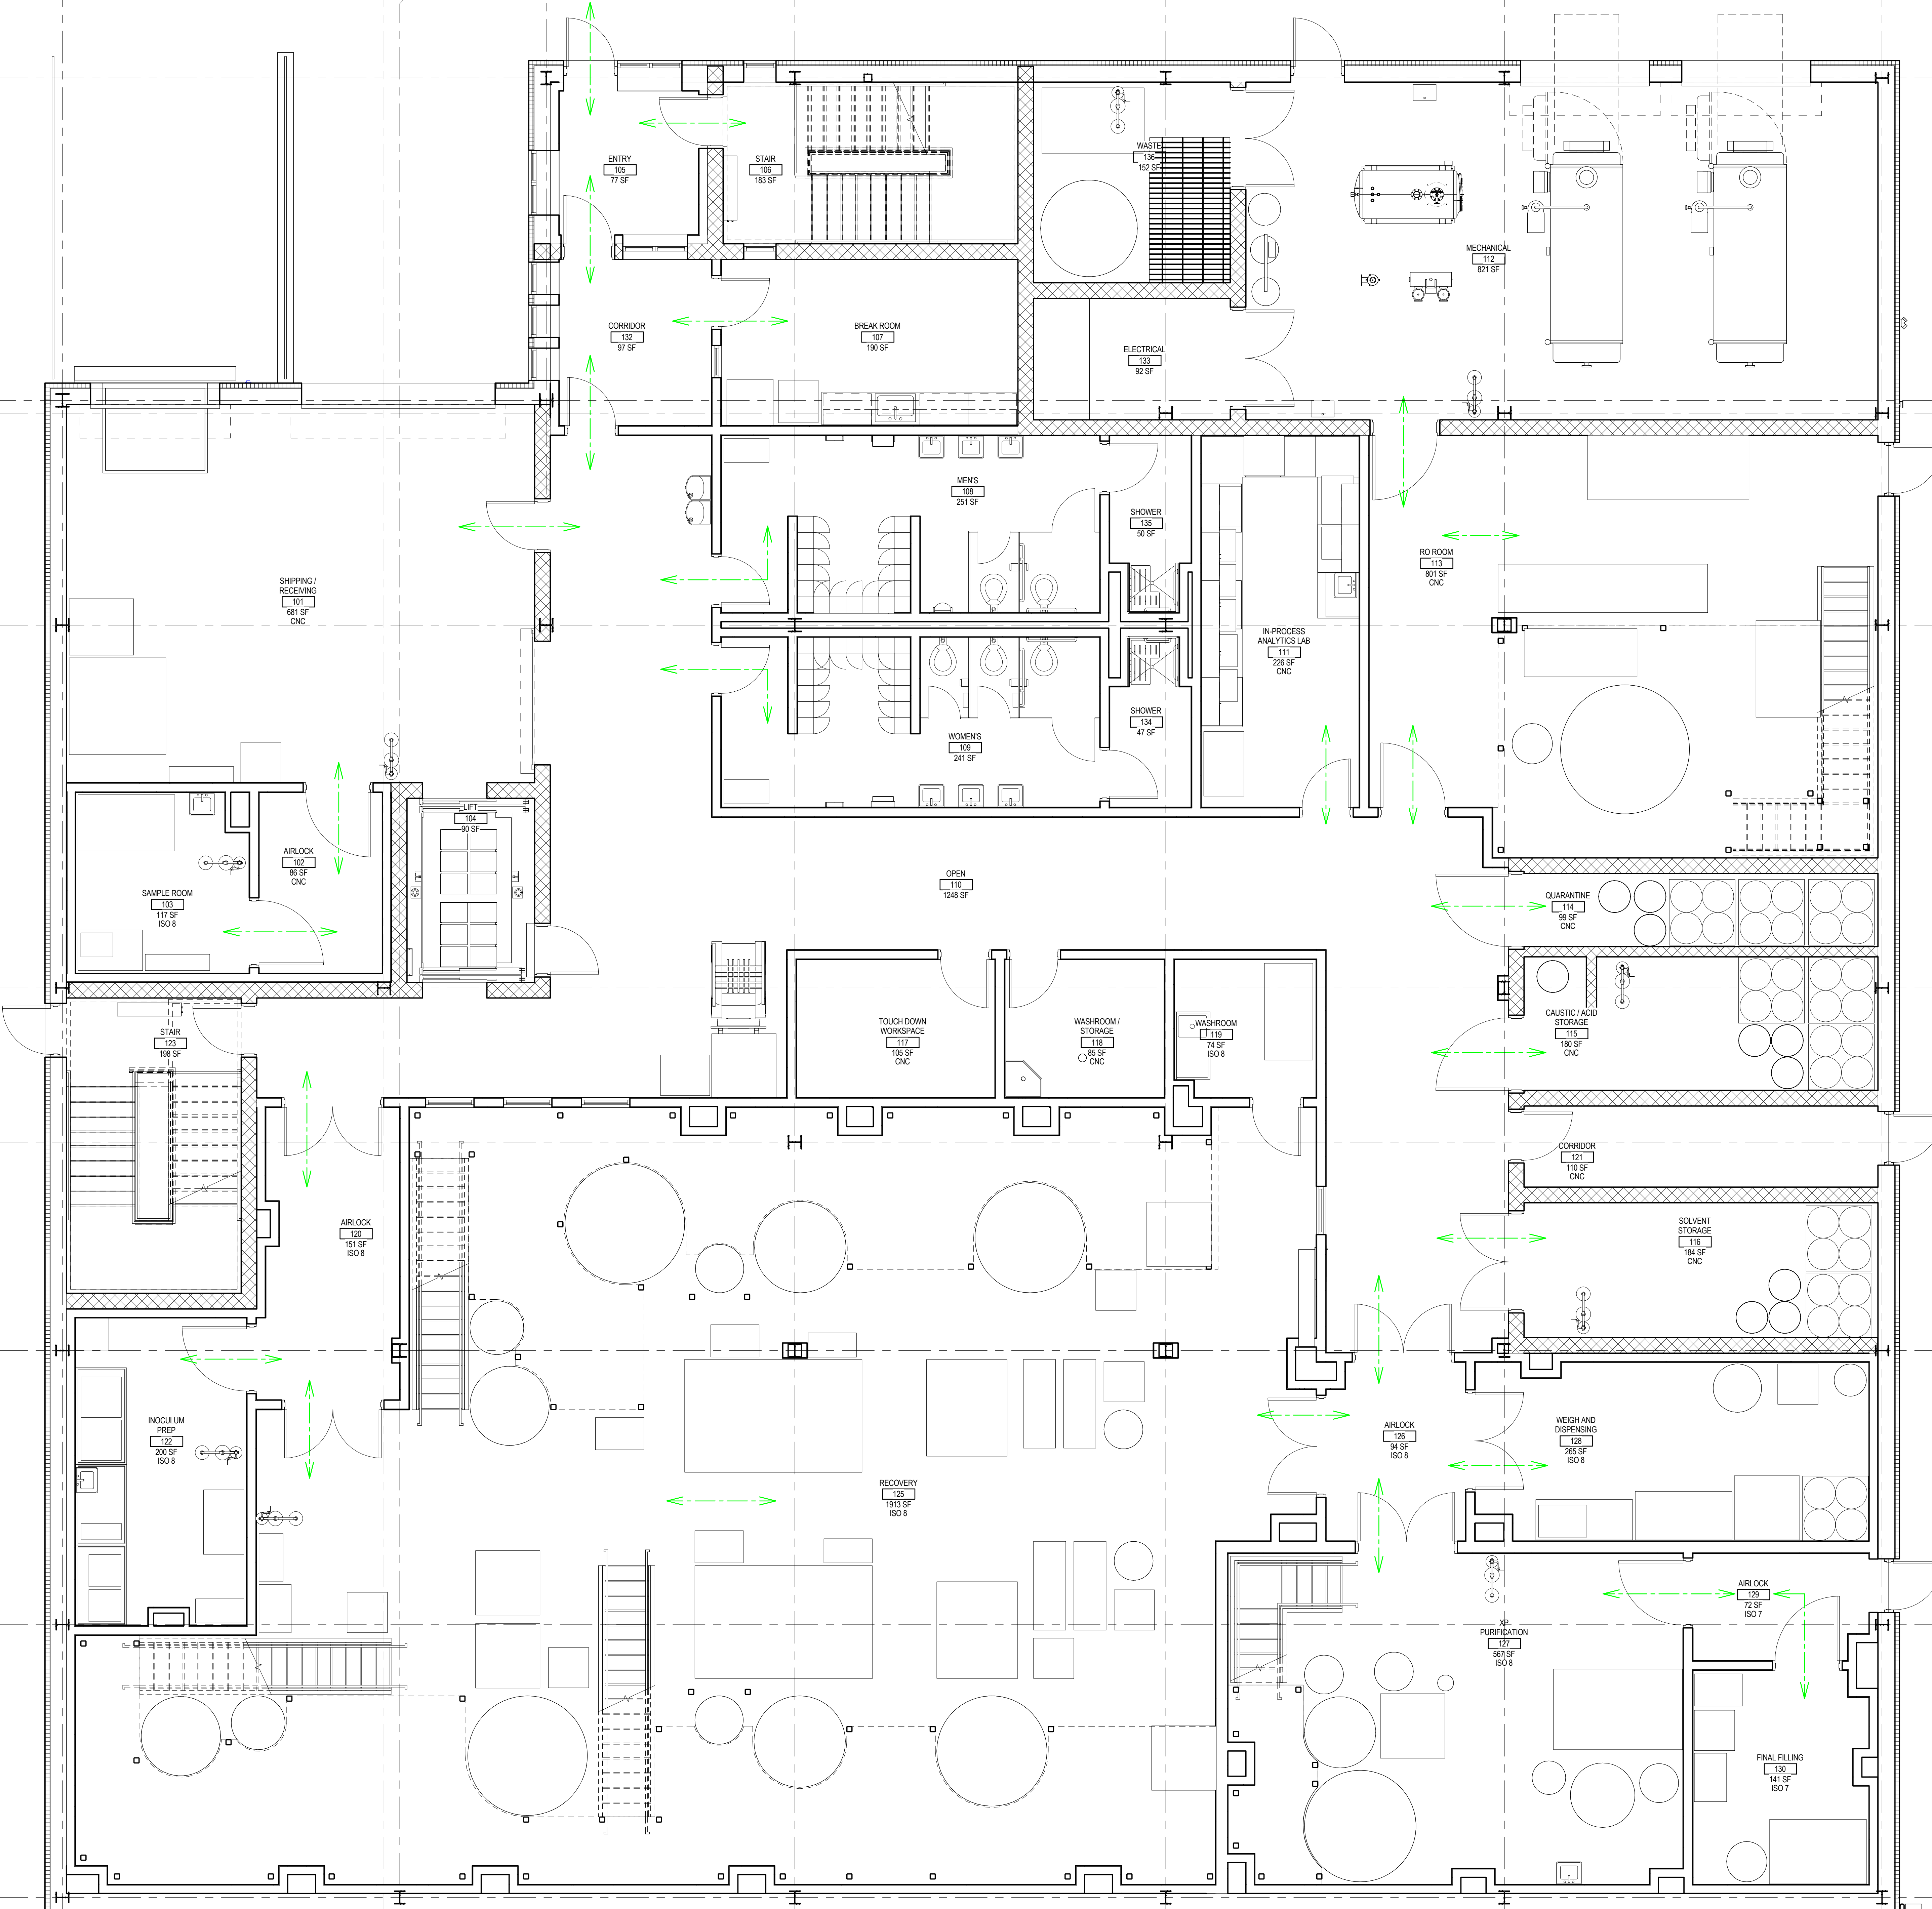 ENTRY
105
77 SF
STAIR
106
183 SF
WASTE
136
152 SF
MECHANICAL
112
821 SF
CORRIDOR
132
97 SF
BREAK ROOM
107
190 SF
ELECTRICAL
133
92 SF
MEN'S
108
251 SF
SHOWER
135
50 SF
RO ROOM
113
801 SF
CNC
SHIPPING /
RECEIVING
101
681 SF
CNC
IN-PROCESS
ANALYTICS LAB
111
226 SF
CNC
WOMEN'S
109
241 SF
SHOWER
134
47 SF
LIFT
104
90 SF
AIRLOCK
102
86 SF
CNC
SAMPLE ROOM
103
117 SF
ISO 8
OPEN
110
1248 SF
QUARANTINE
114
99 SF
CNC
STAIR
123
198 SF
TOUCH DOWN
WORKSPACE
117
105 SF
CNC
WASHROOM /
STORAGE
118
85 SF
CNC
WASHROOM
119
74 SF
ISO 8
CAUSTIC / ACID
STORAGE
115
180 SF
CNC
CORRIDOR
121
110 SF
CNC
AIRLOCK
120
151 SF
ISO 8
SOLVENT
STORAGE
116
184 SF
CNC
INOCULUM
PREP
122
200 SF
ISO 8
RECOVERY
125
1913 SF
ISO 8
AIRLOCK
126
94 SF
ISO 8
WEIGH AND
DISPENSING
128
265 SF
ISO 8
AIRLOCK
129
72 SF
ISO 7
XP
PURIFICATION
127
567 SF
ISO 8
FINAL FILLING
130
141 SF
ISO 7